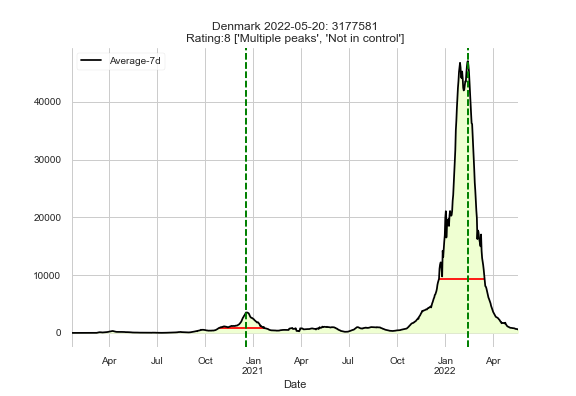 Denmark 2022-05-20: 3177581
Rating:8 ['Multiple peaks', 'Not in control']
Average-7d
40000
30000
20000
10000
0
Apr Jul Oct Jan Apr Jul Oct Jan Apr
2021 2022
Date